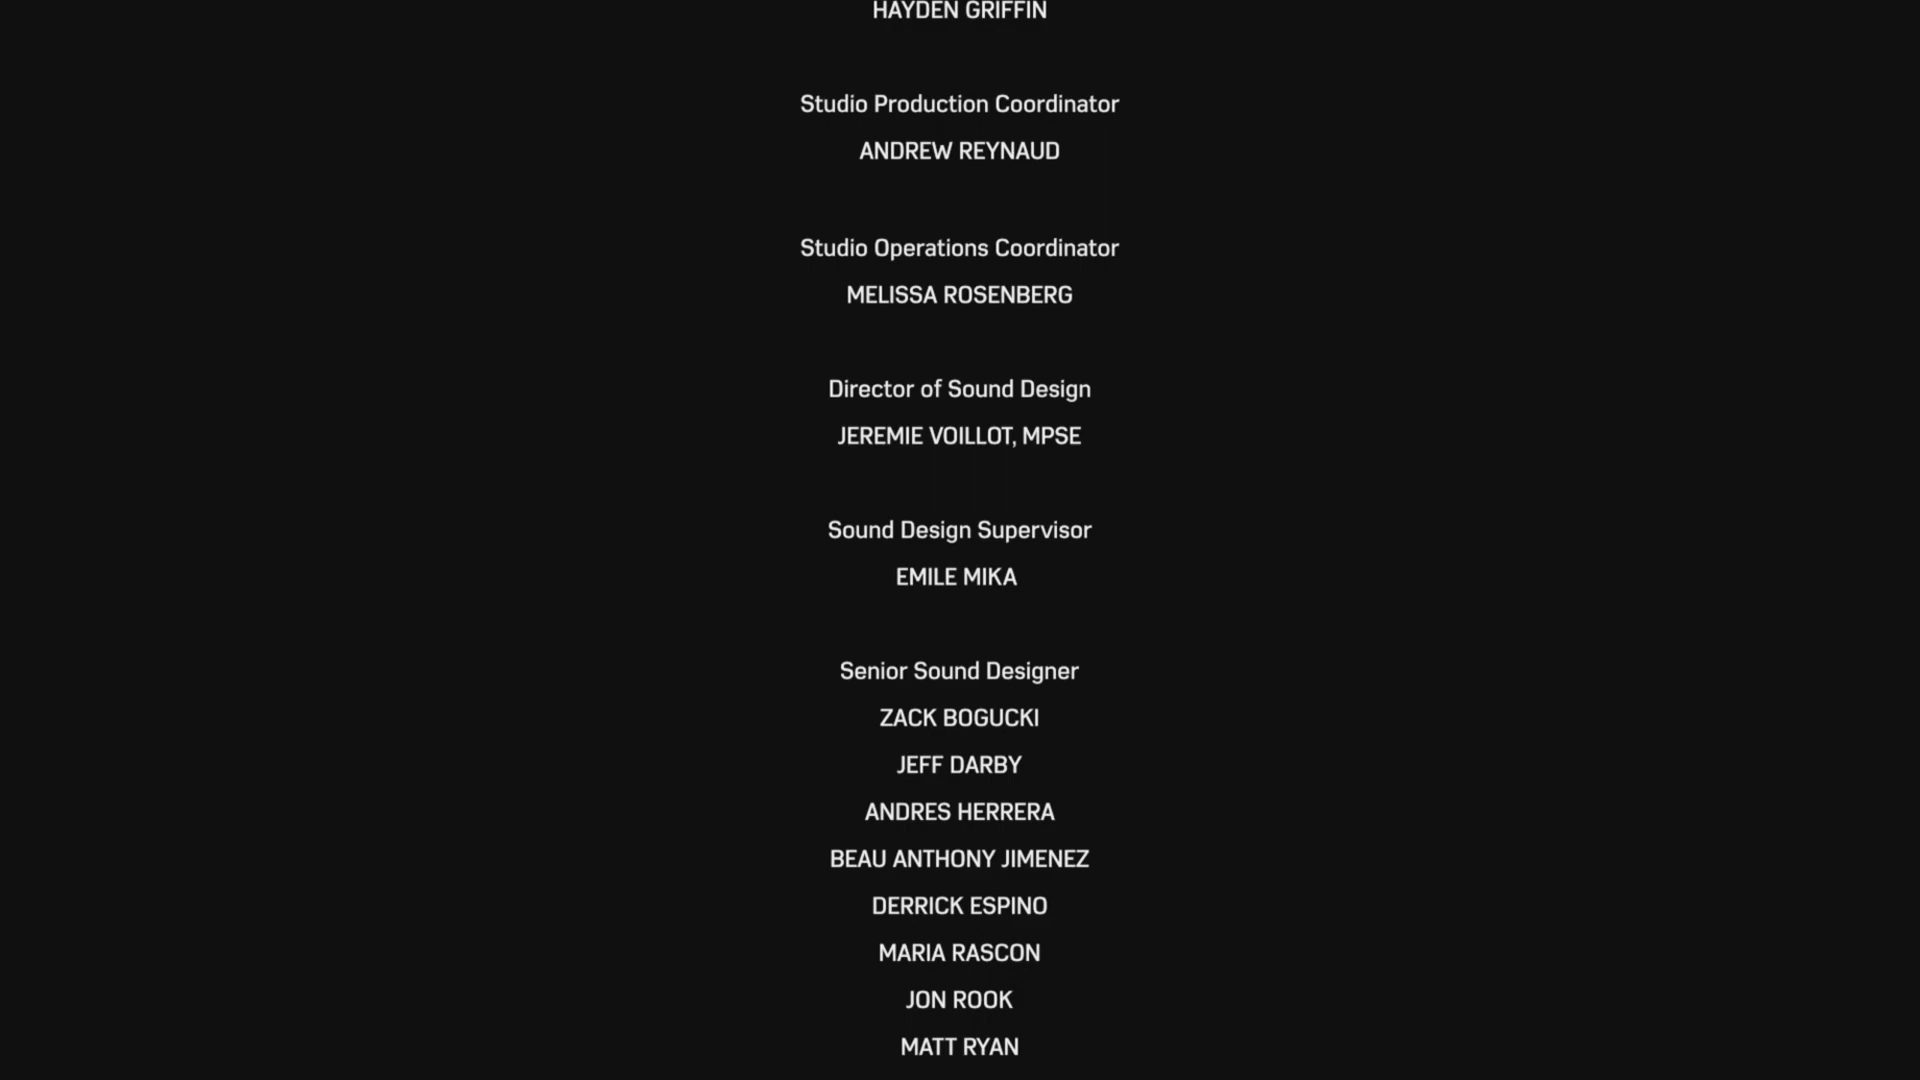 HAYDEN GRIFFIN
Studio Production Coordinator
ANDREW REYNAUD
Studio Operations Coordinator
MELISSA ROSENBERG
Director of Sound Design
JEREMIE VOILLOT, MPSE
Sound Design Supervisor
EMILE MIKA
Senior Sound Designer
ZACK BOGUCKI
JEFF DARBY
ANDRES HERRERA
BEAU ANTHONY JIMENEZ
DERRICK ESPINO
MARIA RASCON
JON ROOK
MATT RYAN